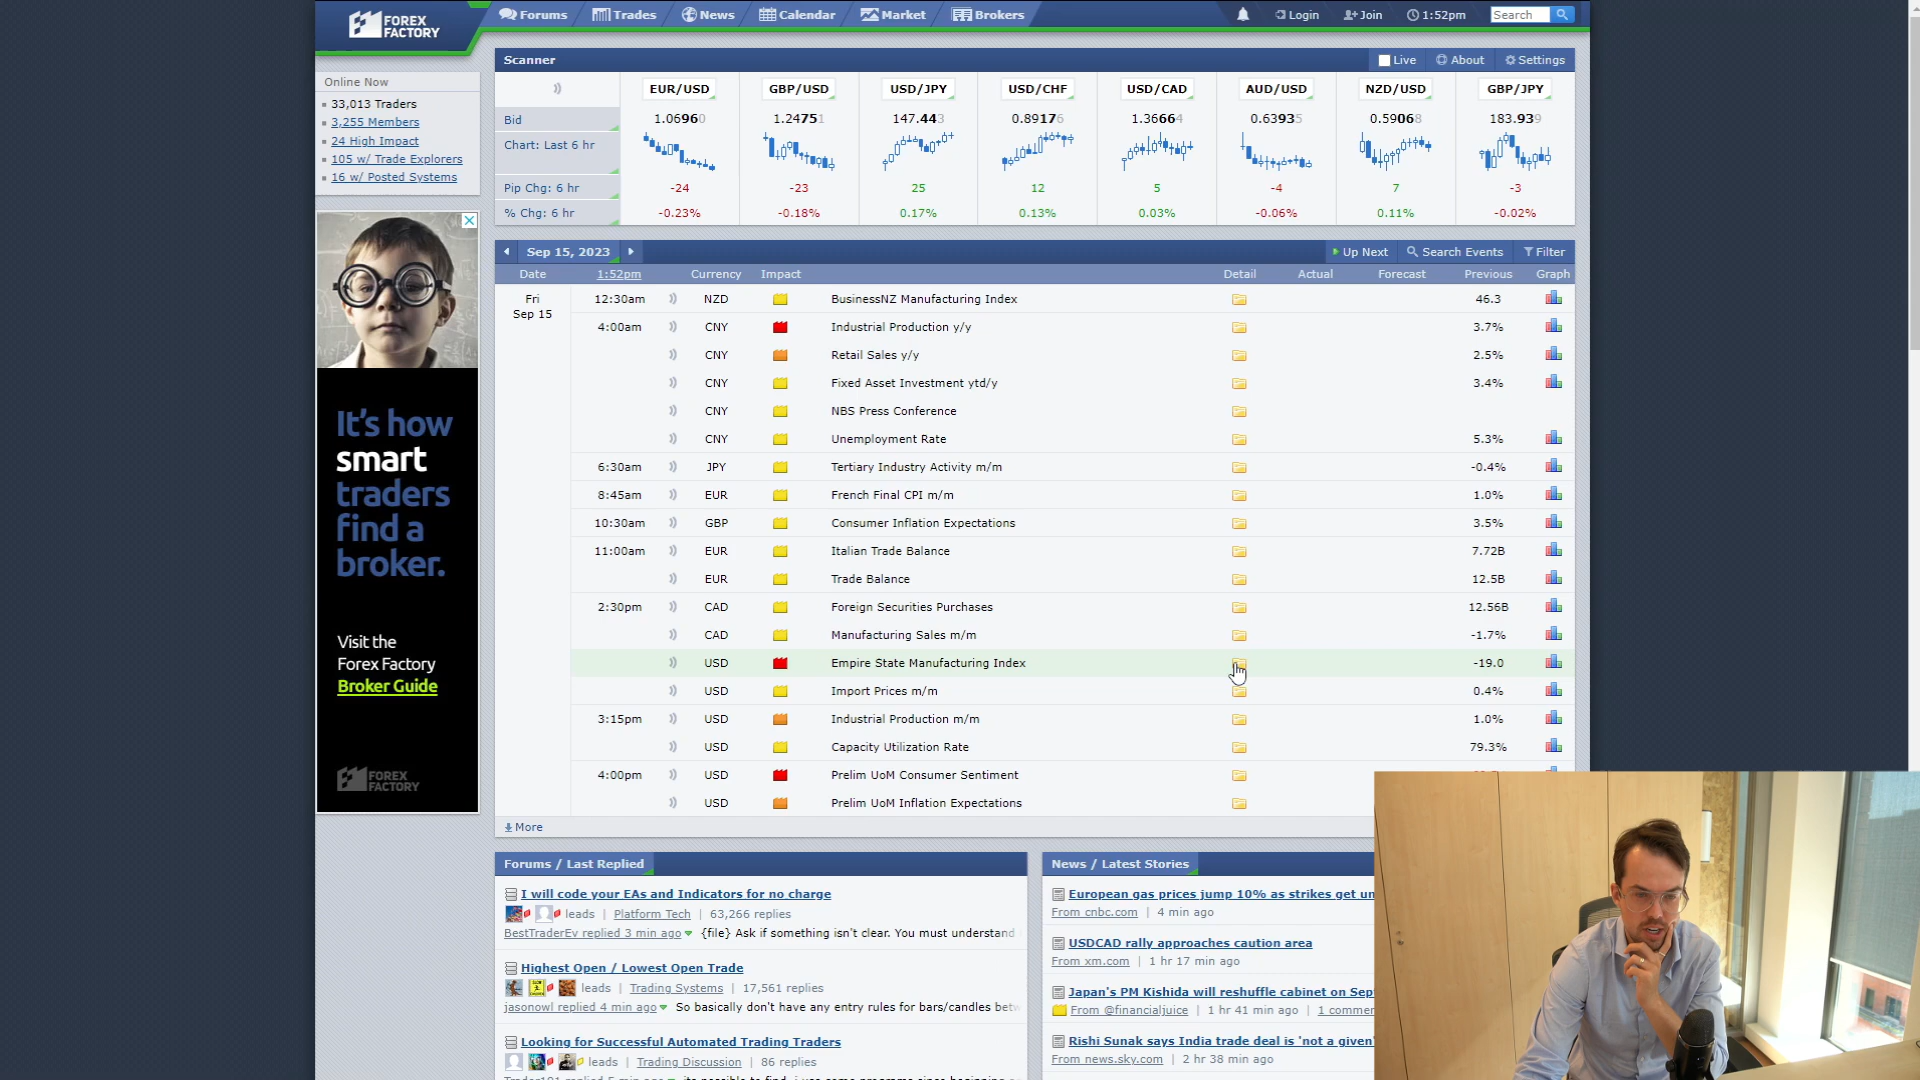 FOREX
FACTORY
Forums
Trades
News
Calendar
Market
Brokers
Login
Join
1:52pm
Search
Online Now
33,013 Traders
3,255 Members
24 High Impact
105 w/ Trade Explorers
16 w/ Posted Systems
It's how
smart
traders
find a
broker.
Visit the
Forex Factory
Broker Guide
FOREX
FACTORY
Scanner
Live
About
Settings
EUR/USD GBP/USD USD/JPY USD/CHF USD/CAD AUD/USD NZD/USD GBP/JPY
Bid 1.06960 1.24751 147.443 0.89176 1.36664 0.63935 0.59068 183.939
Chart: Last 6 hr
Pip Chg: 6 hr -24 -23 25 12 5 -4 7 -3
% Chg: 6 hr -0.23% -0.18% 0.17% 0.13% 0.03% -0.06% 0.11% -0.02%
Sep 15, 2023
Up Next
Search Events
Filter
Date 1:52pm Currency Impact Detail Actual Forecast Previous Graph
Fri
Sep 15
12:30am NZD BusinessNZ Manufacturing Index 46.3
4:00am CNY Industrial Production y/y 3.7%
CNY Retail Sales y/y 2.5%
CNY Fixed Asset Investment ytd/y 3.4%
CNY NBS Press Conference
CNY Unemployment Rate 5.3%
6:30am JPY Tertiary Industry Activity m/m -0.4%
8:45am EUR French Final CPI m/m 1.0%
10:30am GBP Consumer Inflation Expectations 3.5%
11:00am EUR Italian Trade Balance 7.72B
EUR Trade Balance 12.5B
2:30pm CAD Foreign Securities Purchases 12.56B
CAD Manufacturing Sales m/m -1.7%
USD Empire State Manufacturing Index -19.0
USD Import Prices m/m 0.4%
3:15pm USD Industrial Production m/m 1.0%
USD Capacity Utilization Rate 79.3%
4:00pm USD Prelim UoM Consumer Sentiment
USD Prelim UoM Inflation Expectations
More
Forums / Last Replied
I will code your EAs and Indicators for no charge
leads | Platform Tech | 63,266 replies
BestTraderEv replied 3 min ago {file} Ask if something isn't clear. You must understand
Highest Open / Lowest Open Trade
leads | Trading Systems | 17,561 replies
jasonowl replied 4 min ago So basically don't have any entry rules for bars/candles
Looking for Successful Automated Trading Traders
leads | Trading Discussion | 86 replies
News / Latest Stories
European gas prices jump 10% as strikes get
From cnbc.com | 4 min ago
USDCAD rally approaches caution area
From xm.com | 1 hr 17 min ago
Japan's PM Kishida will reshuffle cabinet on
From @financialjuice | 1 hr 41 min ago | 1
Rishi Sunak says India trade deal is 'not a given'
From news.sky.com | 2 hr 38 min ago